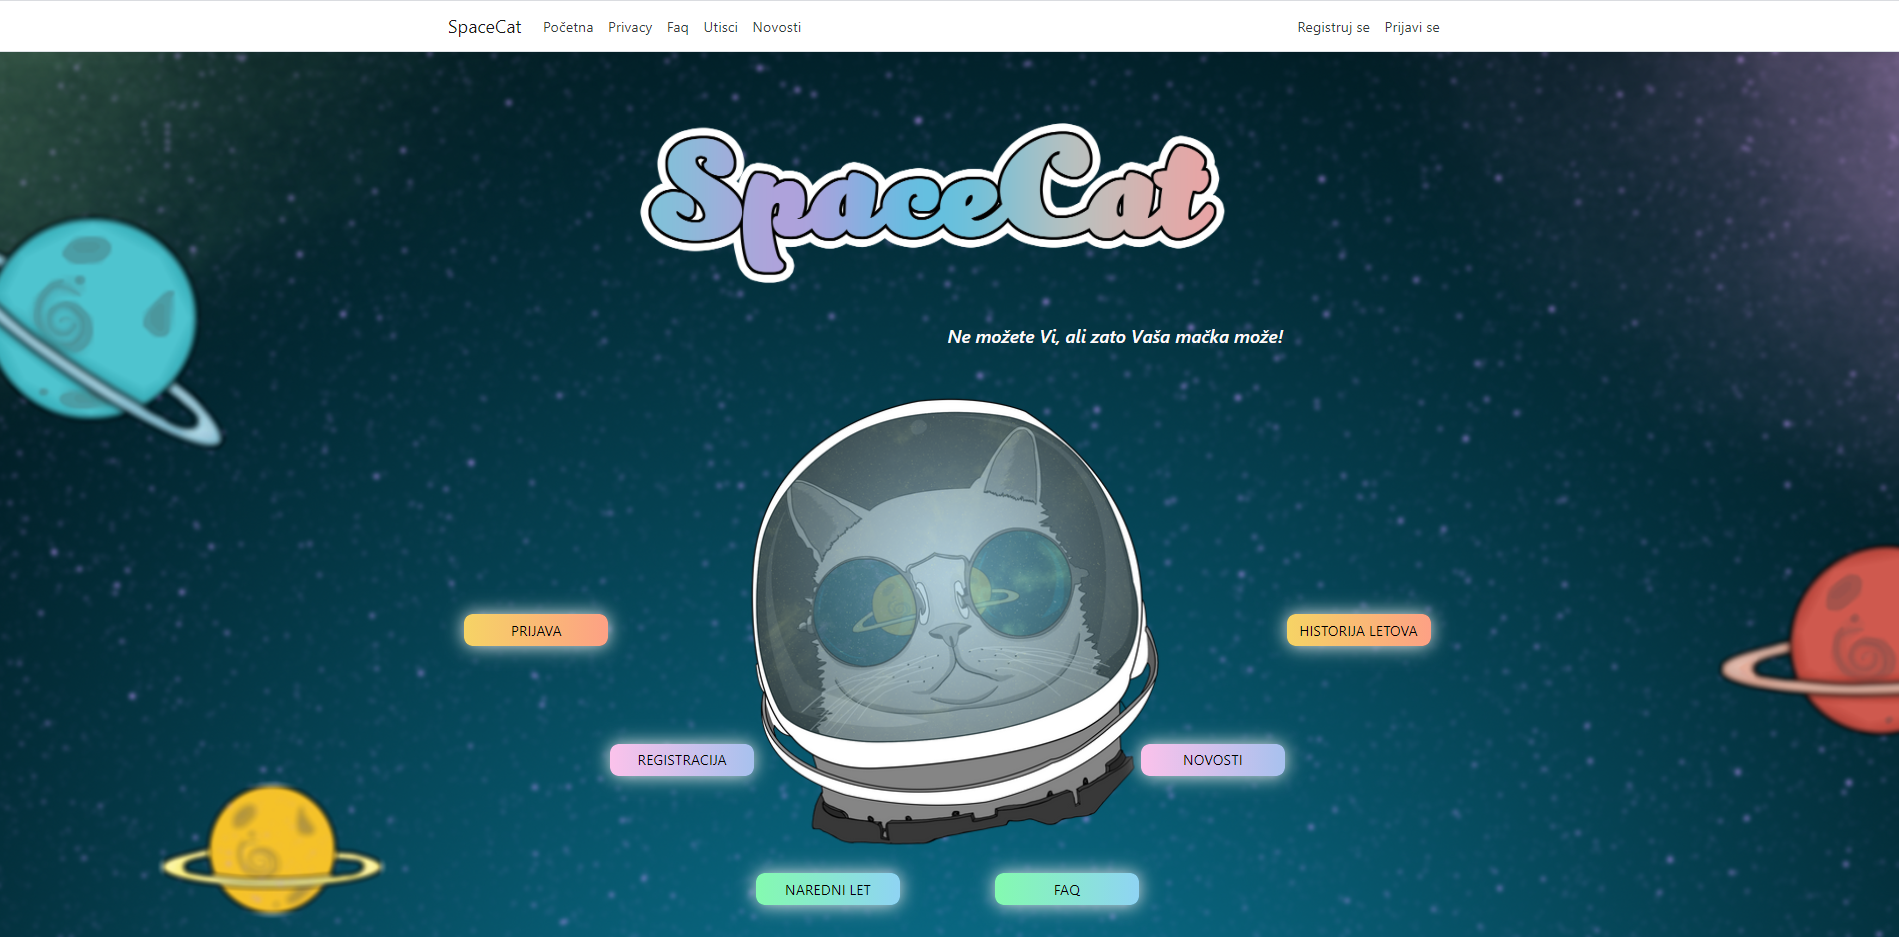 SpaceCat Početna Privacy Faq Utisci Novosti Registruj se Prijavi se
SpaceCat
Ne možete Vi, ali zato Vaša mačka može!
PRIJAVA
HISTORIJA LETOVA
REGISTRACIJA
NOVOSTI
NAREDNI LET
FAQ